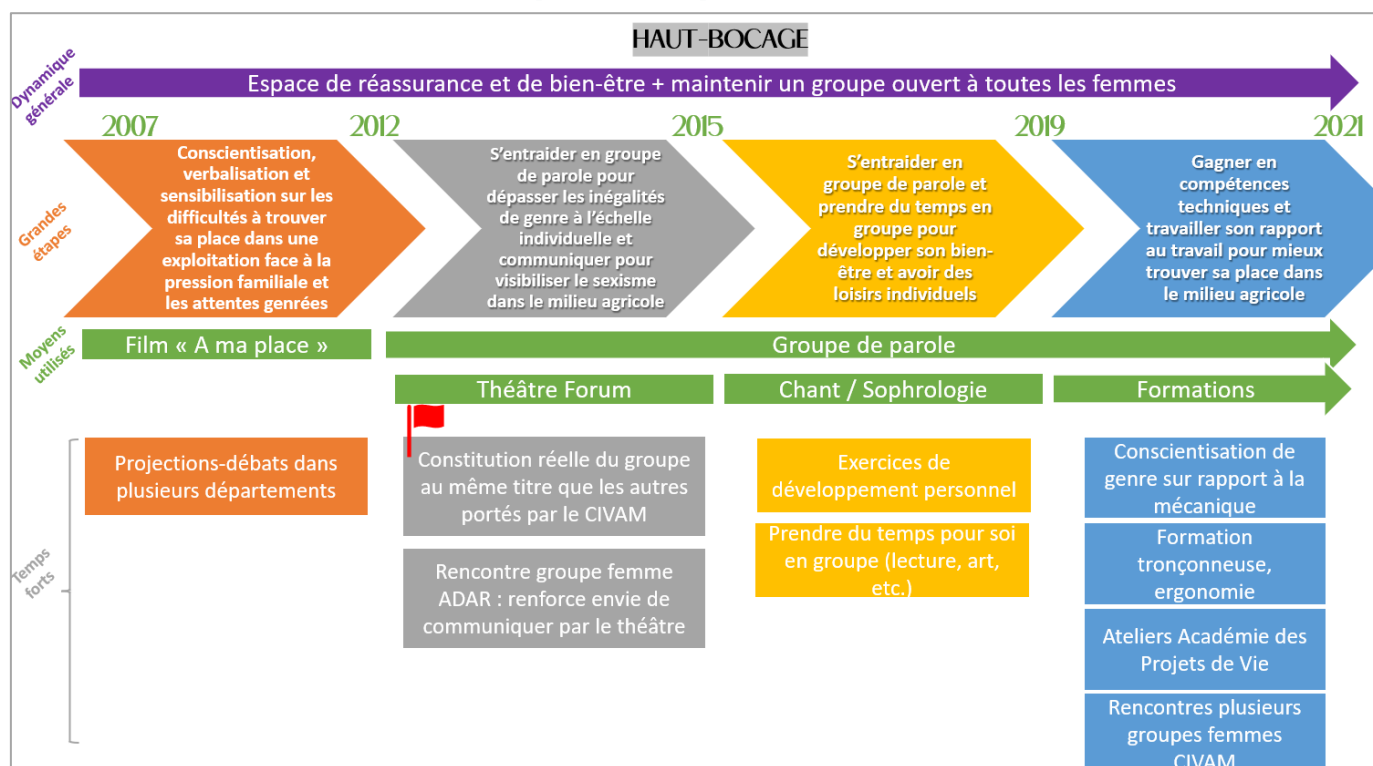 HAUT-BOCAGE
Dynamique
générale
Espace de réassurance et de bien-être + maintenir un groupe ouvert à toutes les femmes
2007
2012
2015
2019
2021
Grandes
étapes
Conscientisation,
verbalisation et
sensibilisation sur les
difficultés à trouver
sa place dans une
exploitation face à la
pression familiale et
les attentes genrées
S'entraider en groupe
de parole pour
dépasser les inégalités
de genre à l'échelle
individuelle et
communiquer pour
visibiliser le sexisme
dans le milieu agricole
S'entraider en
groupe de parole et
prendre du temps en
groupe pour
développer son bien-
être et avoir des
loisirs individuels
Gagner en
compétences
techniques et
travailler son rapport
au travail pour mieux
trouver sa place dans
le milieu agricole
Moyens
utilisés
Film « A ma place »
Groupe de parole
Théâtre Forum
Chant / Sophrologie
Formations
Temps
forts
Projections-débats dans
plusieurs départements
Constitution réelle du groupe
au même titre que les autres
portés par le CIVAM
Rencontre groupe femme
ADAR : renforce envie de
communiquer par le théâtre
Exercices de
développement personnel
Prendre du temps pour soi
en groupe (lecture, art,
etc.)
Conscientisation de
genre sur rapport à la
mécanique
Formation
tronçonneuse,
ergonomie
Ateliers Académie des
Projets de Vie
Rencontres plusieurs
groupes femmes
CIVAM